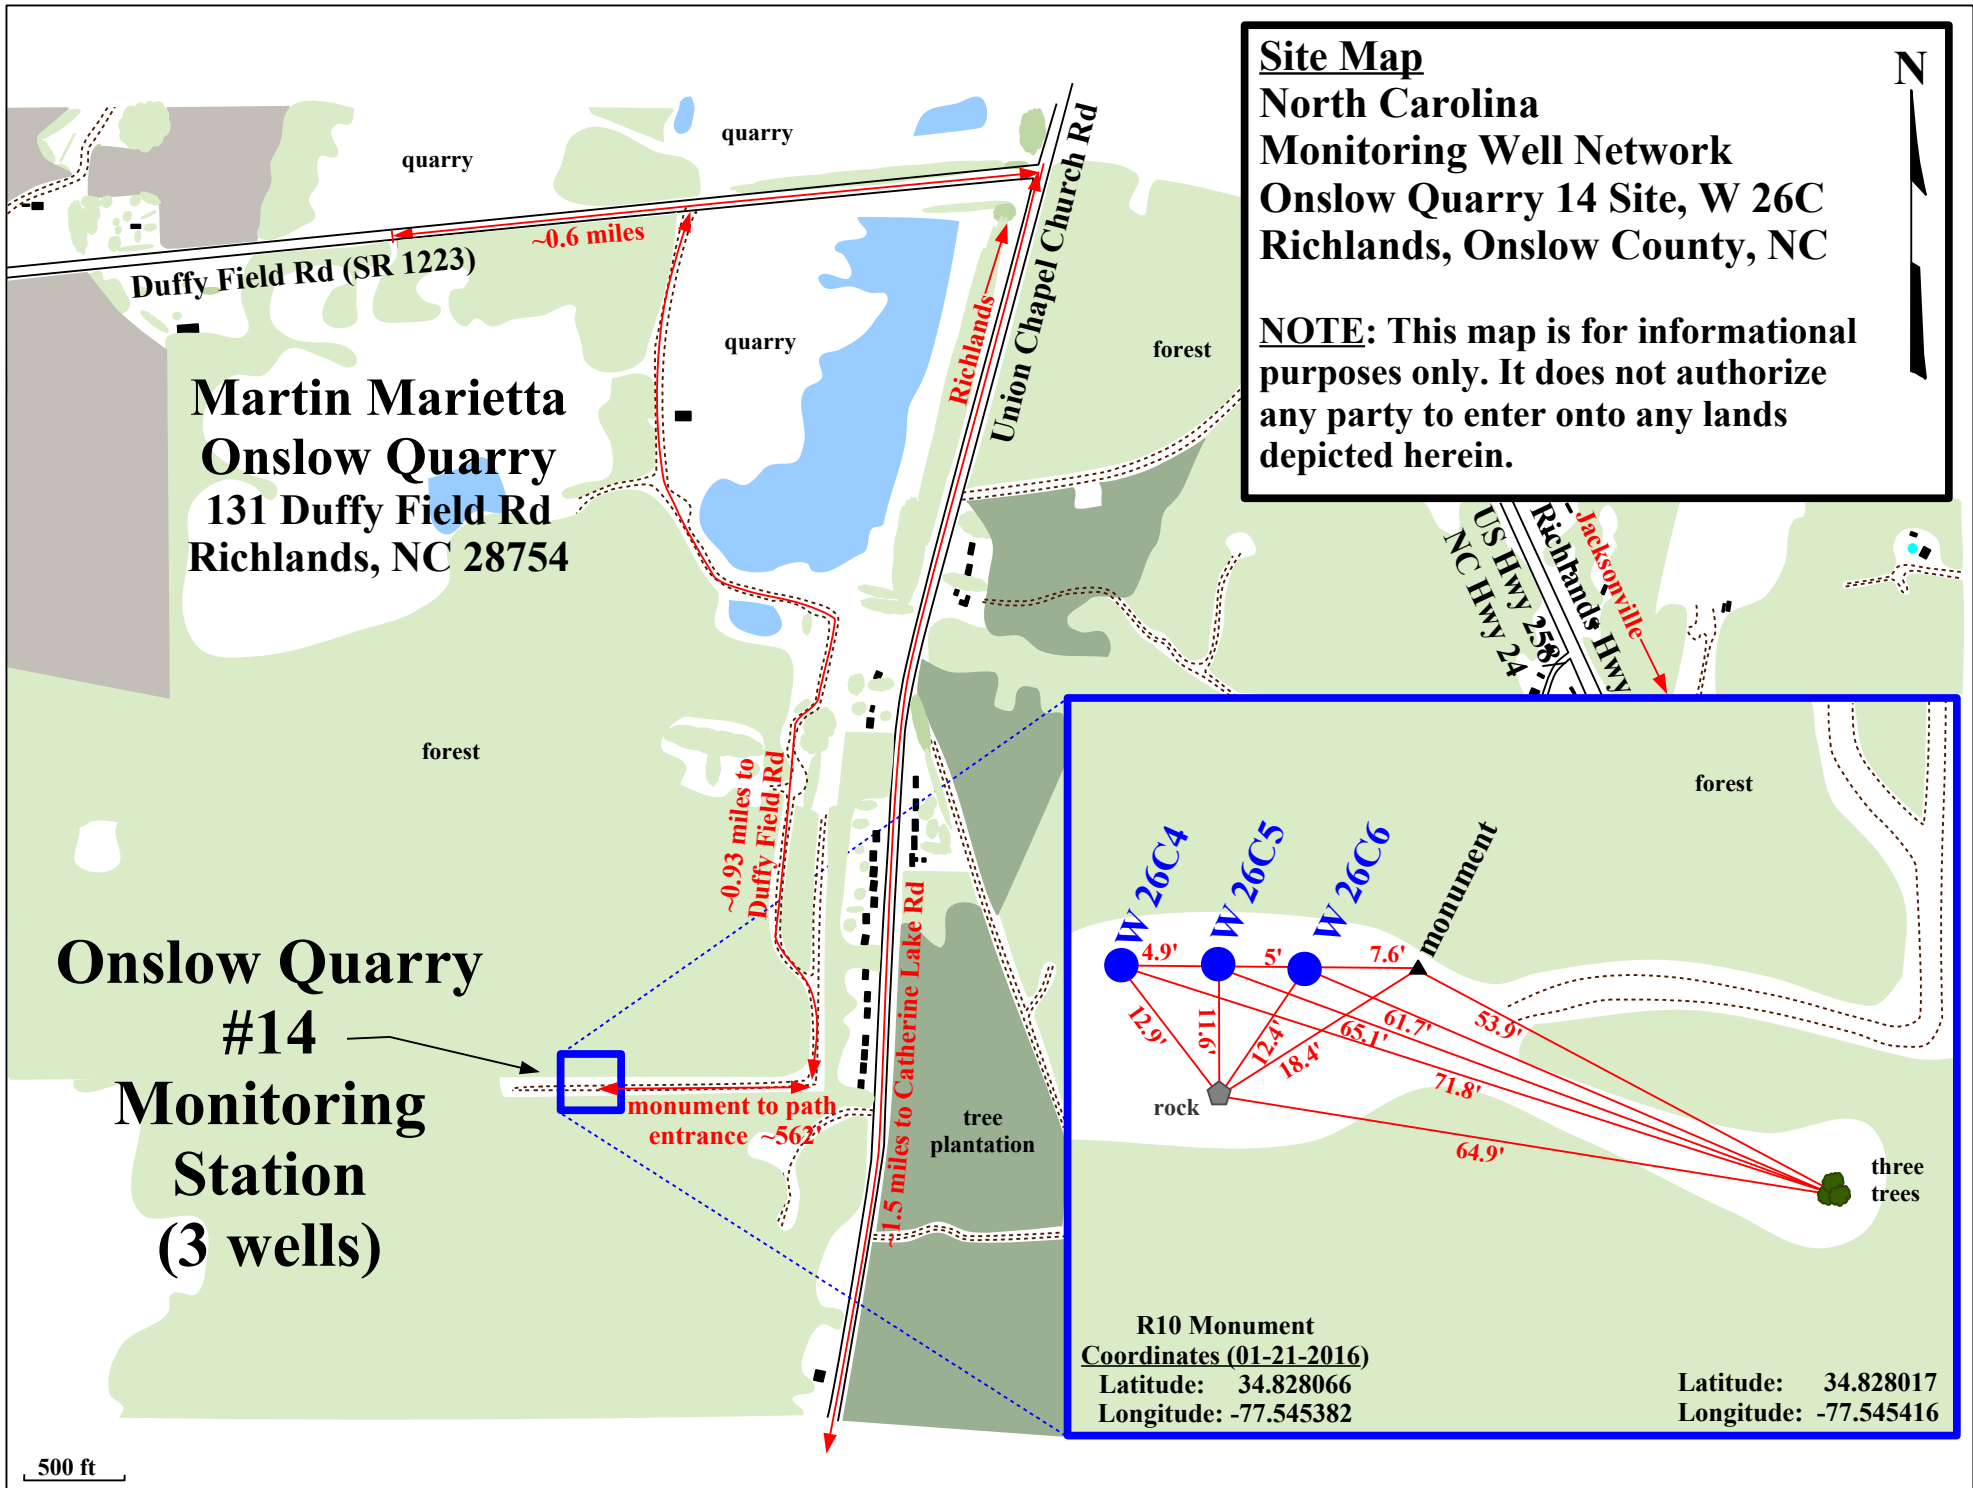 Site Map
North Carolina
Monitoring Well Network
Onslow Quarry 14 Site, W 26C
Richlands, Onslow County, NC
NOTE: This map is for informational
purposes only. It does not authorize
any party to enter onto any lands
depicted herein.
N
quarry
quarry
~0.6 miles
Duffy Field Rd (SR 1223)
Union Chapel Church Rd
Richlands
quarry
forest
Martin Marietta
Onslow Quarry
131 Duffy Field Rd
Richlands, NC 28754
US Hwy 258/
NC Hwy 24
Richlands Hwy
Jacksonville
forest
~0.93 miles to
Duffy Field Rd
~1.5 miles to Catherine Lake Rd
Onslow Quarry
#14
Monitoring
Station
(3 wells)
monument to path
entrance ~562'
tree
plantation
forest
W 26C4
W 26C5
W 26C6
monument
4.9'
5'
7.6'
12.9'
11.6'
12.4'
18.4'
65.1'
61.7'
53.9'
71.8'
64.9'
rock
three
trees
R10 Monument
Coordinates (01-21-2016)
Latitude: 34.828066
Longitude: -77.545382
Latitude: 34.828017
Longitude: -77.545416
500 ft